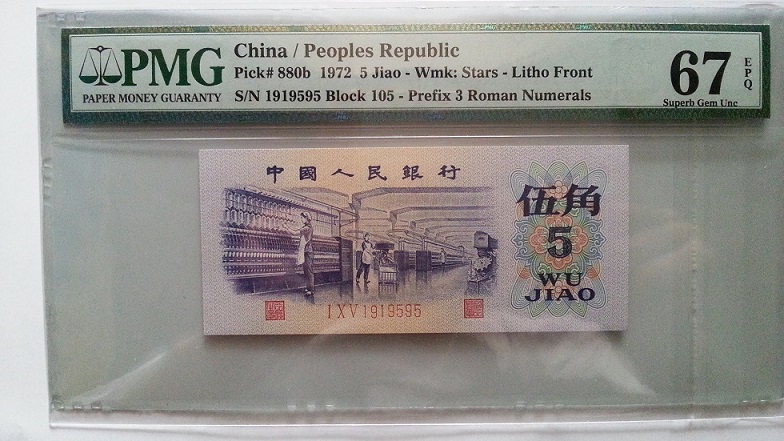 PMG
PAPER MONEY GUARANTY
China / Peoples Republic
Pick# 880b 1972 5 Jiao - Wmk: Stars - Litho Front
S/N 1919595 Block 105 - Prefix 3 Roman Numerals
67
EPQ
Superb Gem Unc
中國人民銀行
伍角
5
WU
JIAO
IXV1919595